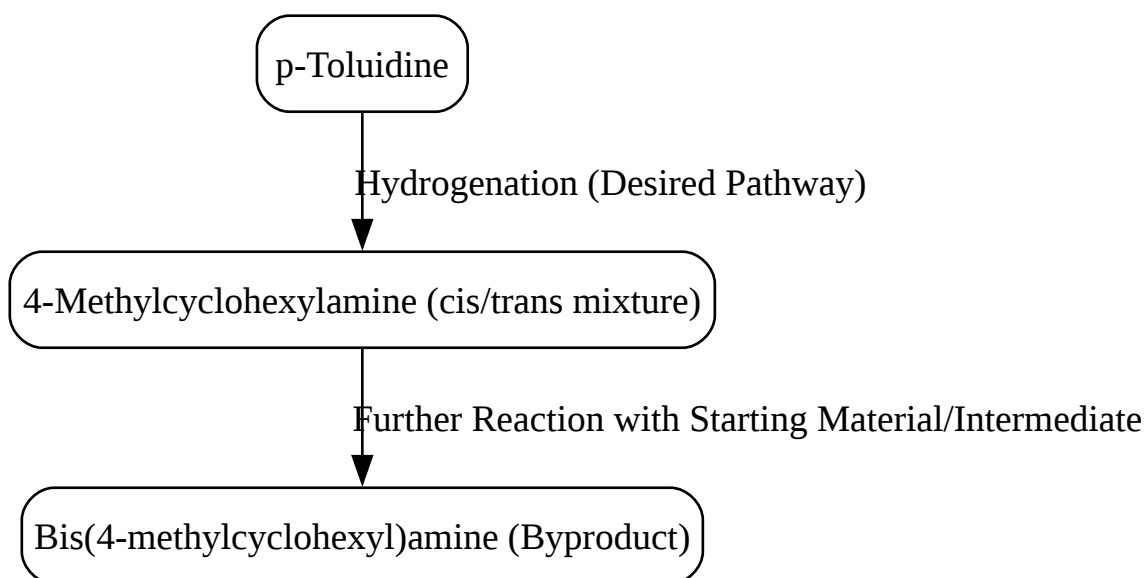 p-Toluidine
Hydrogenation (Desired Pathway)
4-Methylcyclohexylamine (cis/trans mixture)
Further Reaction with Starting Material/Intermediate
Bis(4-methylcyclohexyl)amine (Byproduct)